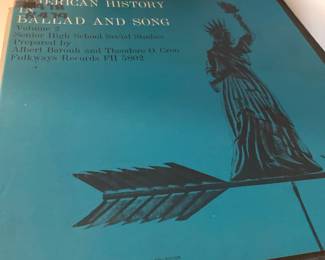 AMERICAN HISTORY
IN
BALLAD AND SONG
Volume 2
Senior High School Social Studies
Prepared by
Albert Barouh and Theodore O. Cron
Folkways Records FH 5802